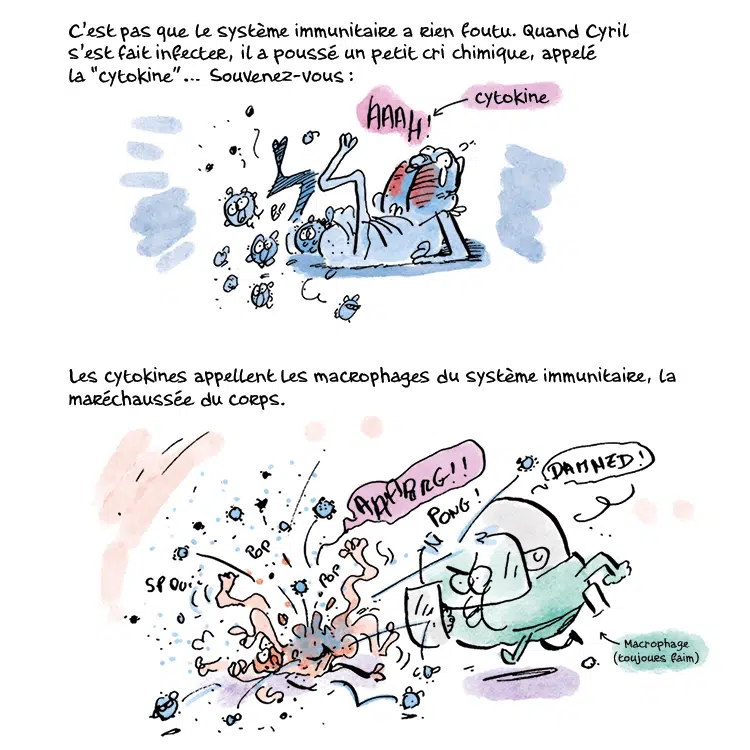 C'est pas que le système immunitaire a rien foutu. Quand Cyril
s'est fait infecter, il a poussé un petit cri chimique, appelé
la "cytokine"... Souvenez-vous :
AAAH!
cytokine
Les cytokines appellent les macrophages du système immunitaire, la
maréchaussée du corps.
DAMNED!
AAARRG!!
PONG!
POP
POP
SPOUI
Macrophage
(toujours faim)